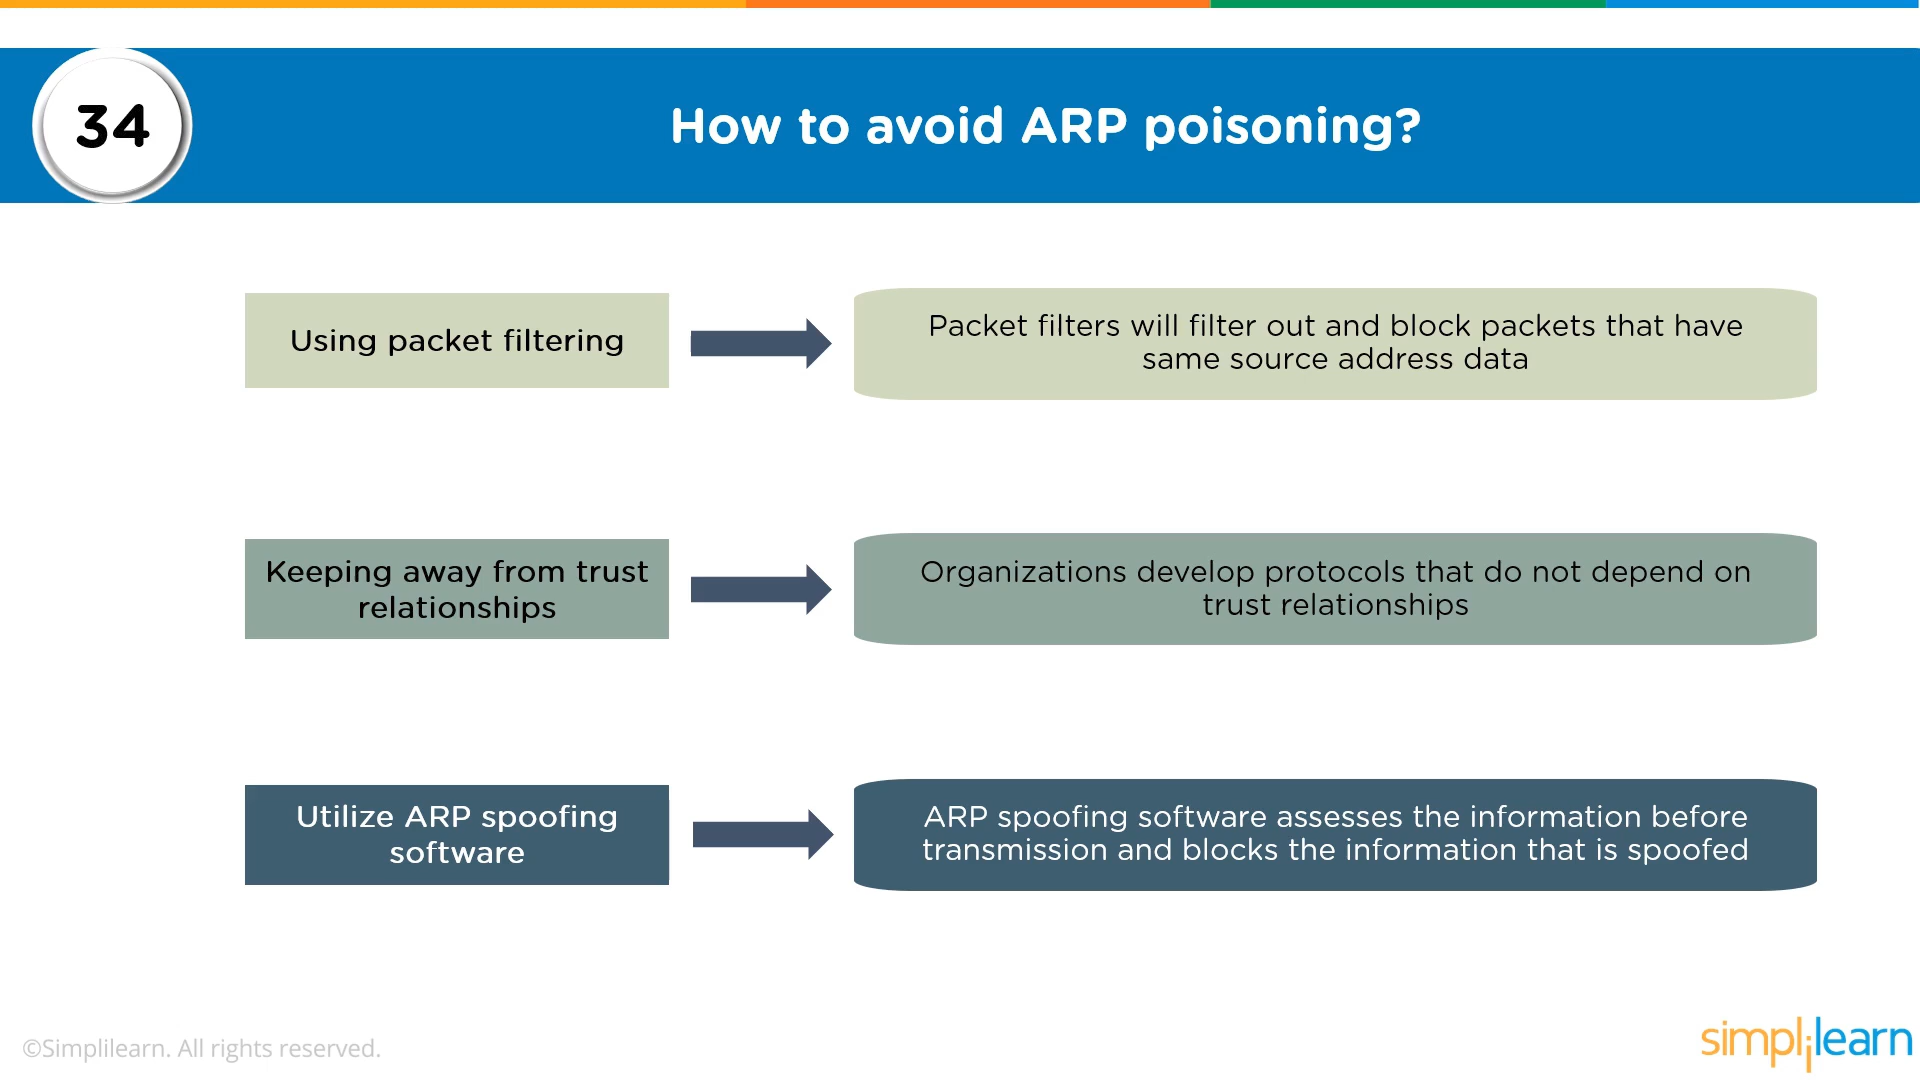 34
How to avoid ARP poisoning?
Using packet filtering
Packet filters will filter out and block packets that have
same source address data
Keeping away from trust
relationships
Organizations develop protocols that do not depend on
trust relationships
Utilize ARP spoofing
software
ARP spoofing software assesses the information before
transmission and blocks the information that is spoofed
©Simplilearn. All rights reserved.
simplilearn